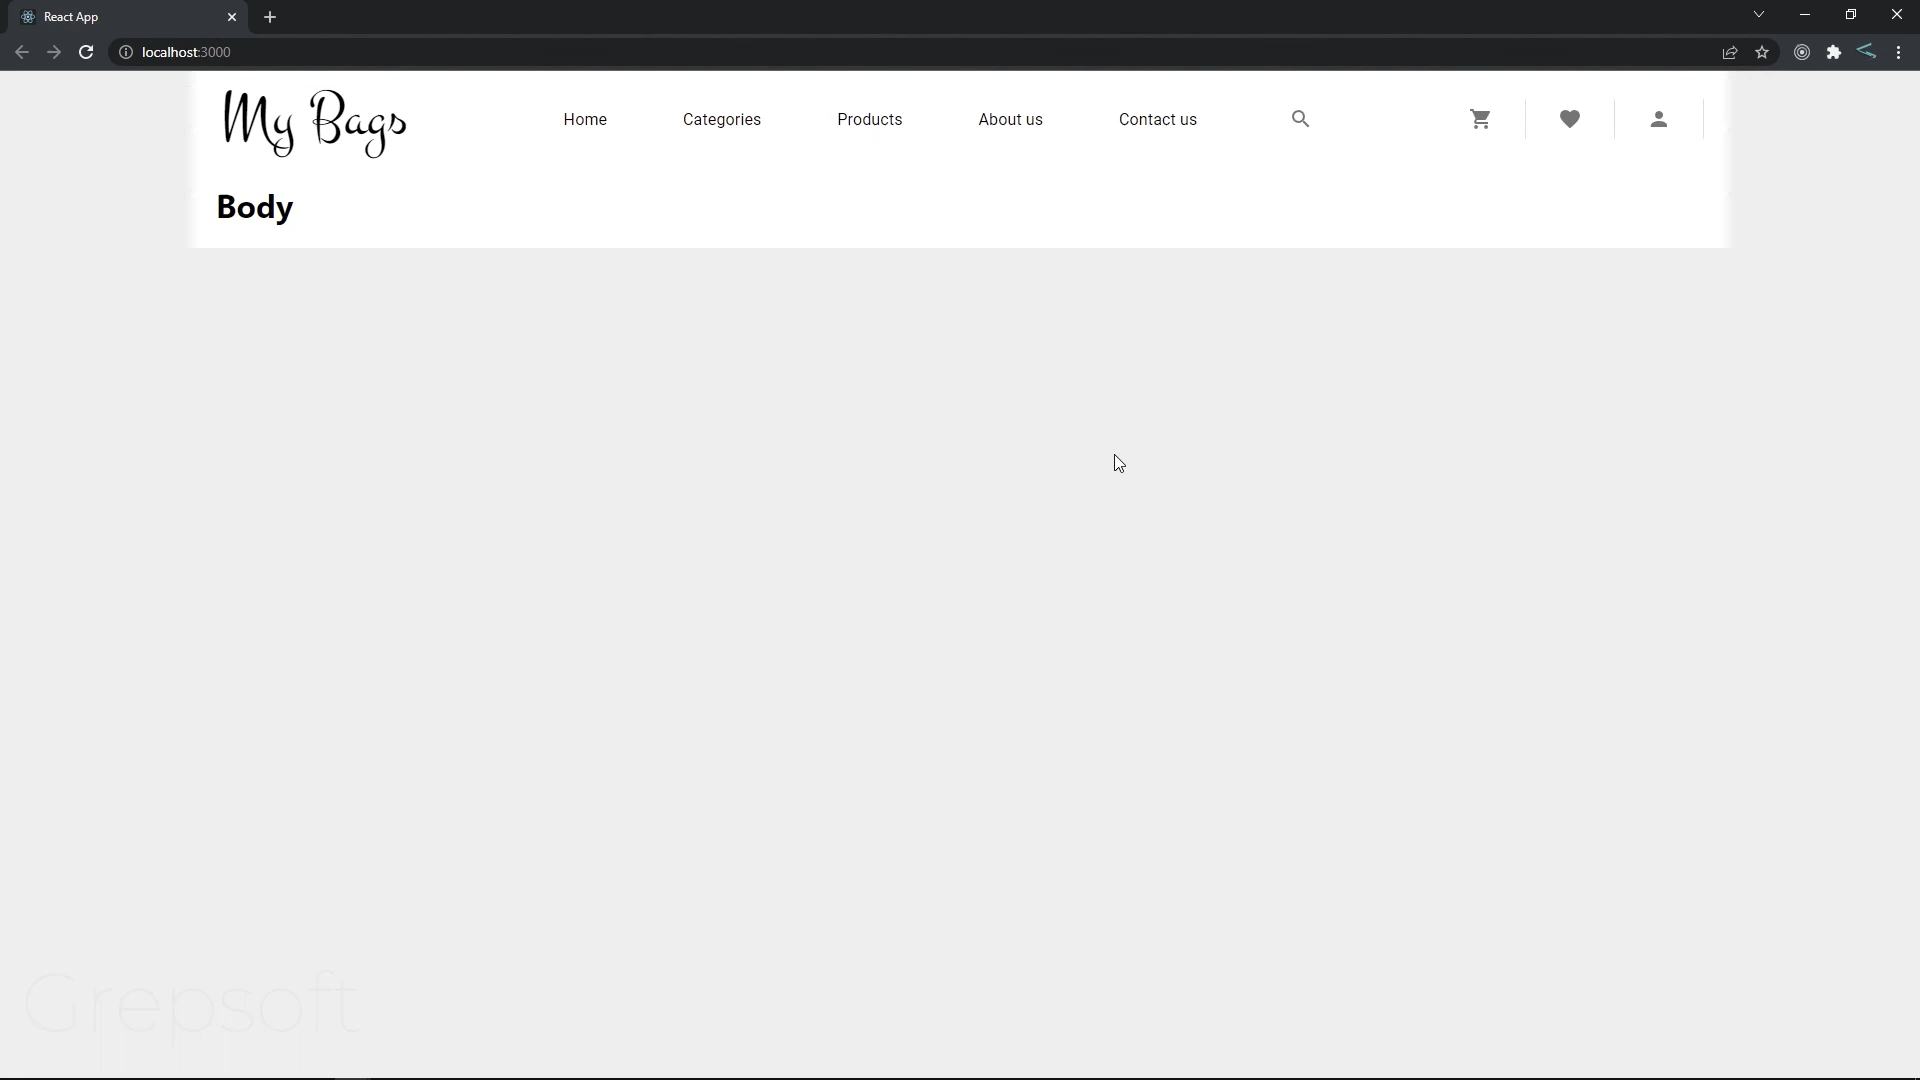 React App
localhost:3000
My Bags
Home Categories Products About us Contact us
Body
Grepsoft